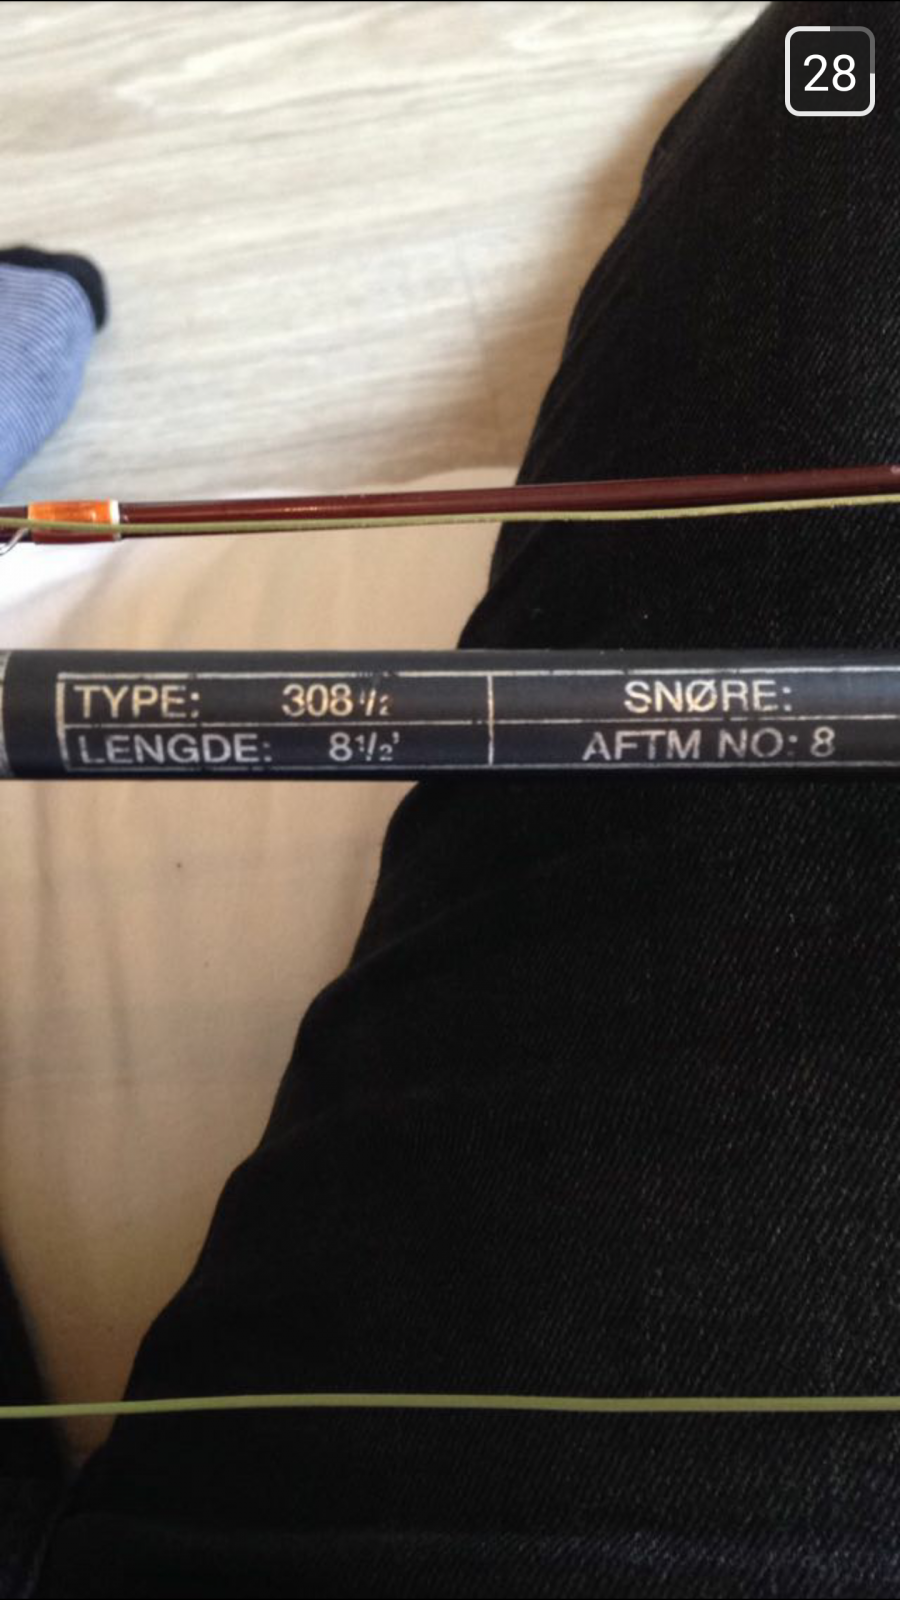 28
TYPE: 308 1/2 SNØRE:
LENGDE: 8 1/2' AFTM NO: 8